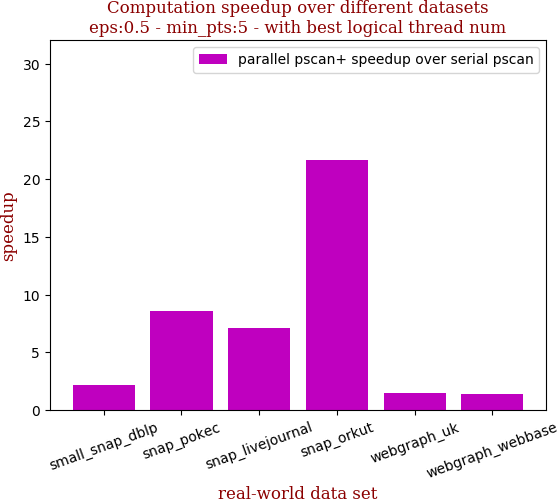 Computation speedup over different datasets
eps:0.5 - min_pts:5 - with best logical thread num
parallel pscan+ speedup over serial pscan
speedup
30
25
20
15
10
5
0
small_snap_dblp
snap_pokec
snap_livejournal
snap_orkut
webgraph_uk
webgraph_webbase
real-world data set